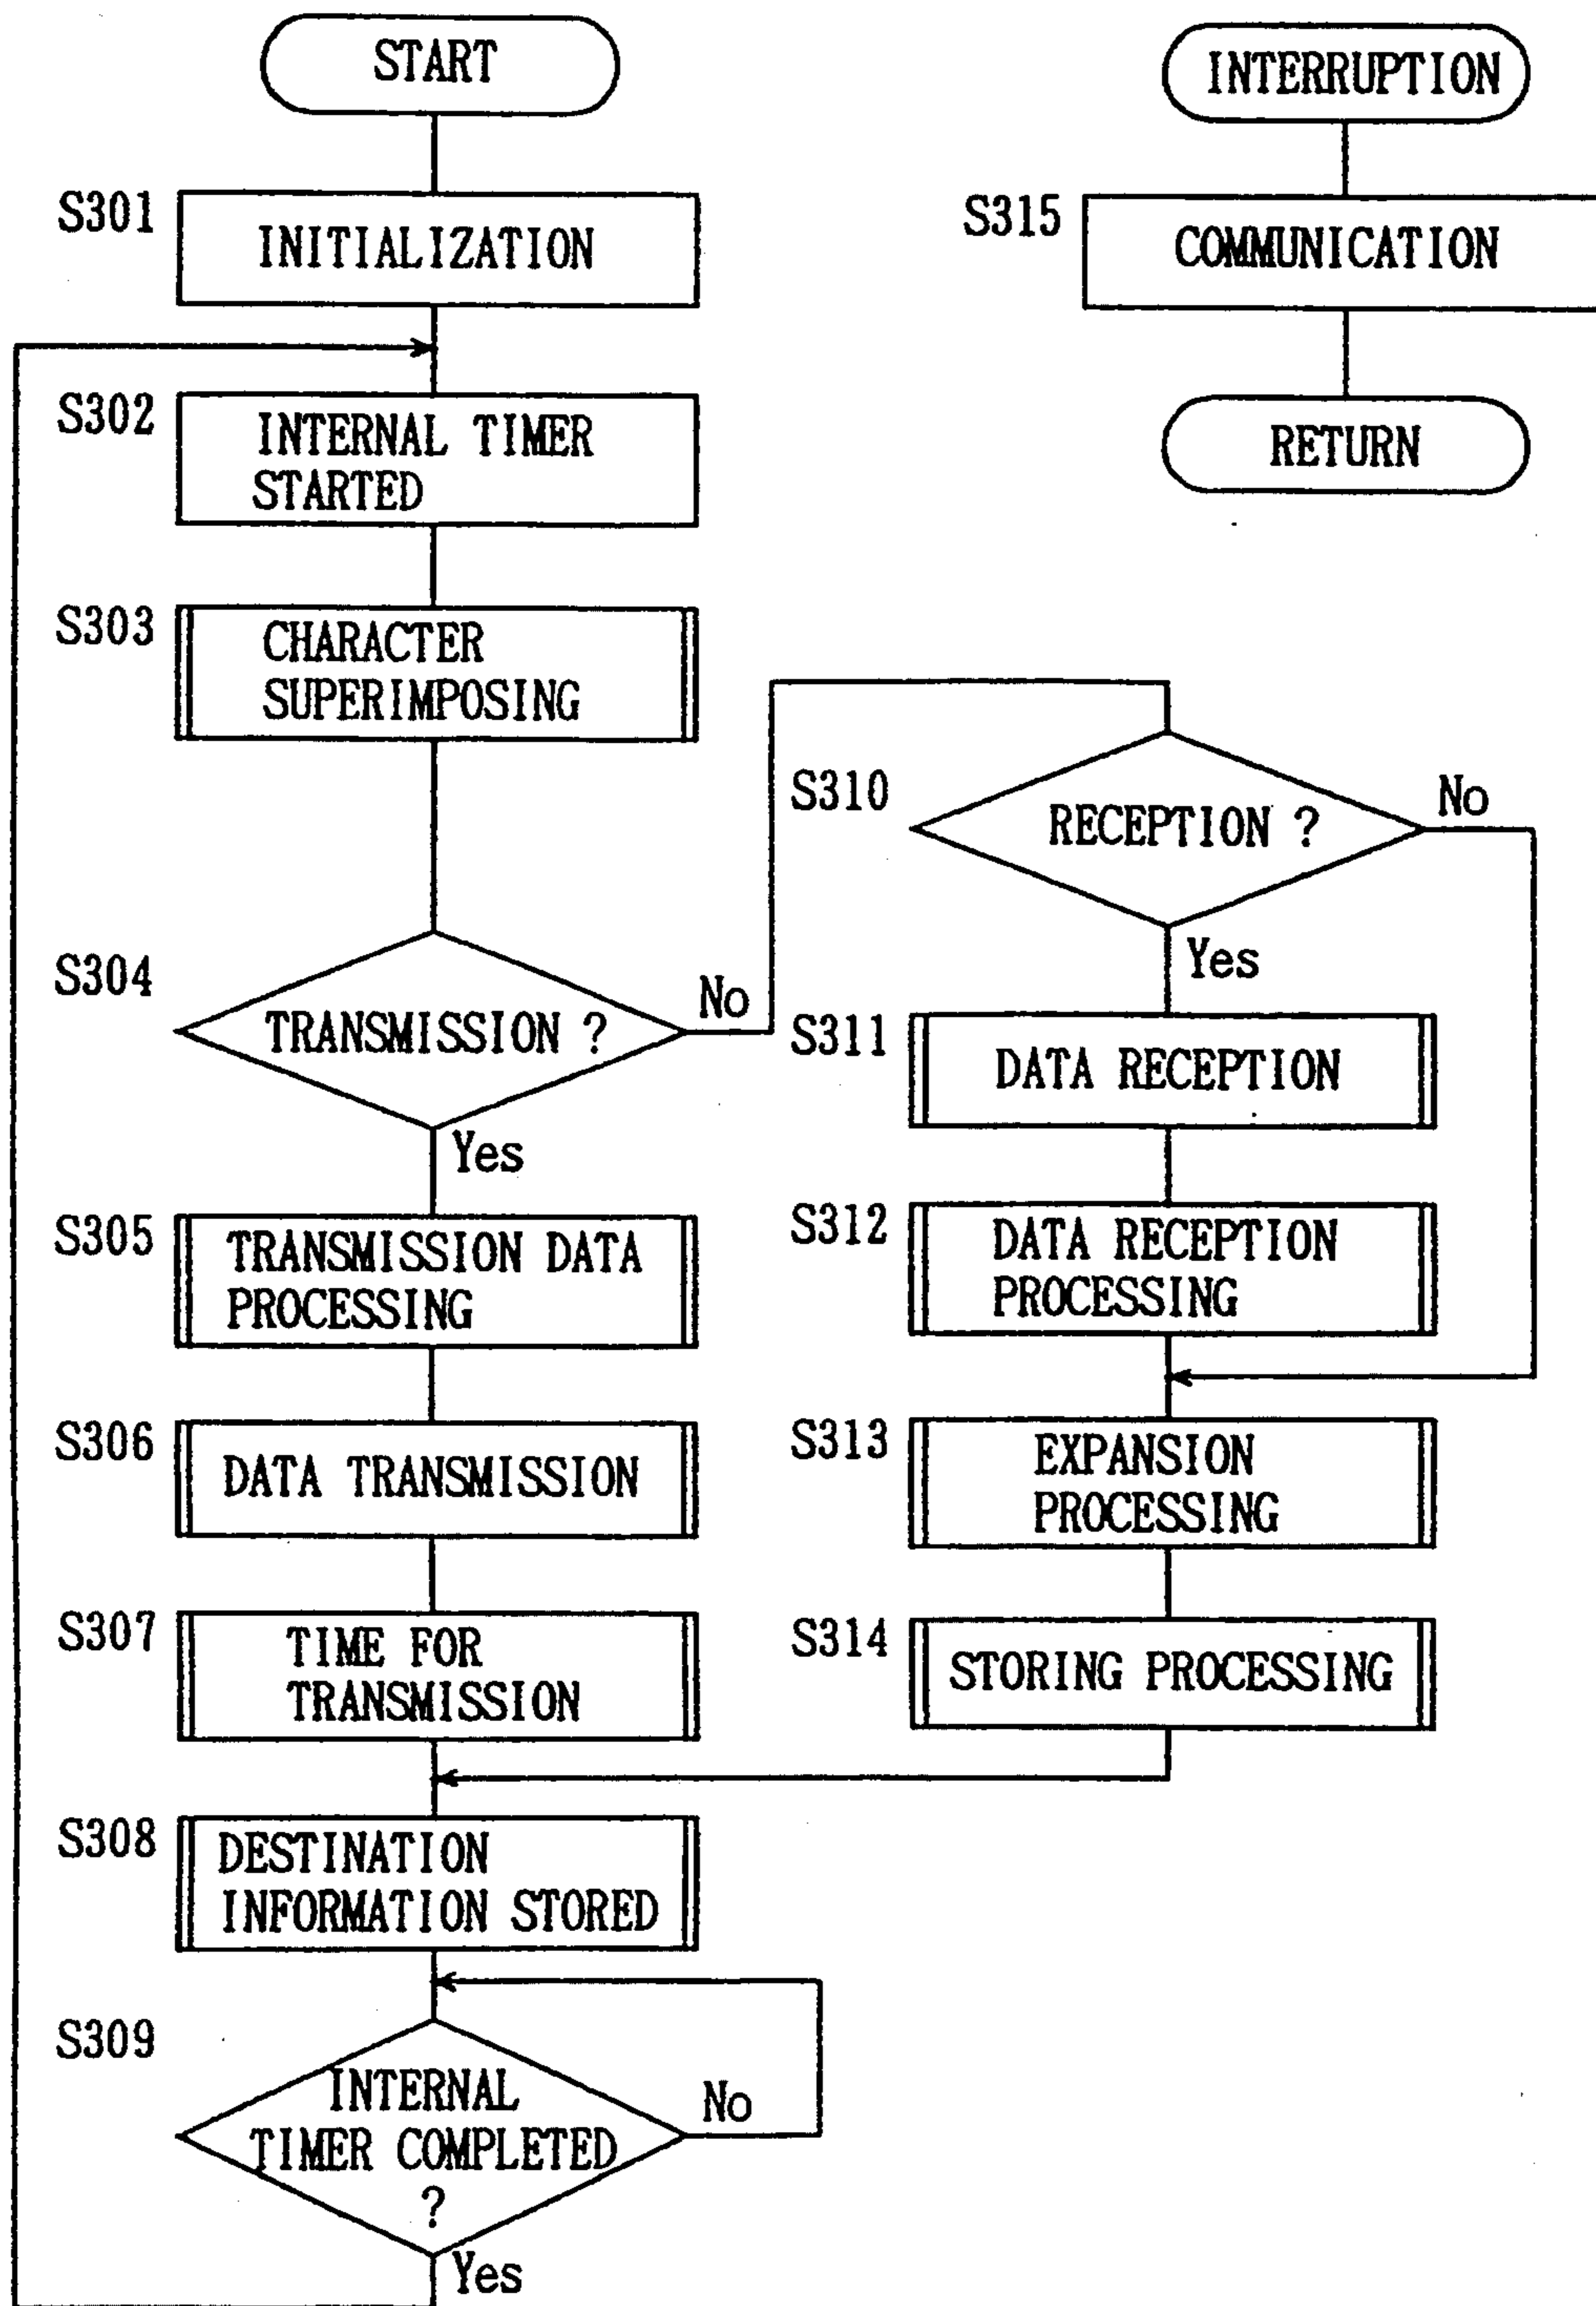 START
S301
INITIALIZATION
S302
INTERNAL TIMER
STARTED
S303
CHARACTER
SUPERIMPOSING
S304
TRANSMISSION ?
No
Yes
S305
TRANSMISSION DATA
PROCESSING
S306
DATA TRANSMISSION
S307
TIME FOR
TRANSMISSION
S308
DESTINATION
INFORMATION STORED
S309
INTERNAL
TIMER COMPLETED
?
No
Yes
S310
RECEPTION ?
No
Yes
S311
DATA RECEPTION
S312
DATA RECEPTION
PROCESSING
S313
EXPANSION
PROCESSING
S314
STORING PROCESSING
INTERRUPTION
S315
COMMUNICATION
RETURN